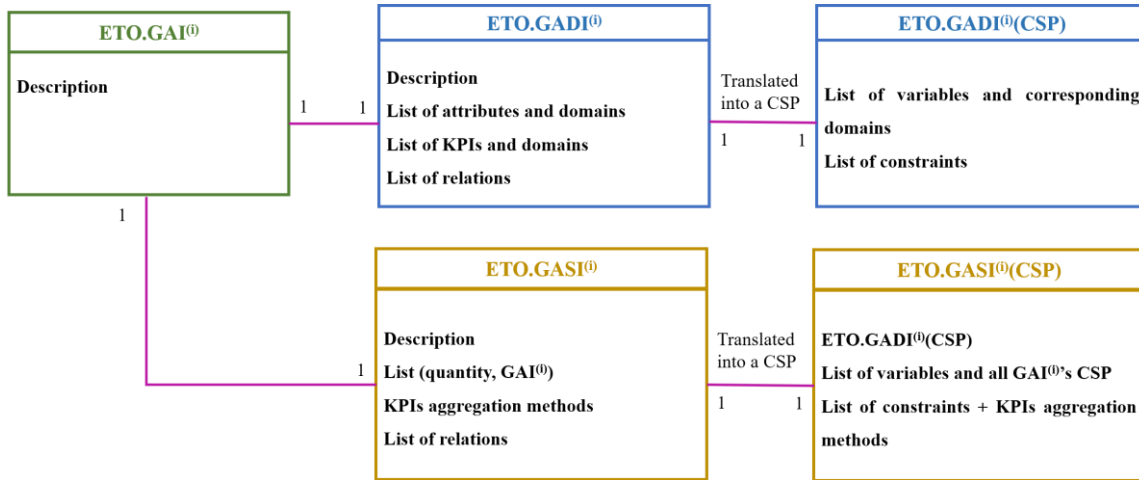 ETO.GAI⁽ⁱ⁾
Description
1
1
1
1
ETO.GADI⁽ⁱ⁾
Description
List of attributes and domains
List of KPIs and domains
List of relations
Translated
into a CSP
1
1
ETO.GADI⁽ⁱ⁾(CSP)
List of variables and corresponding
domains
List of constraints
ETO.GASI⁽ⁱ⁾
Description
List (quantity, GAI⁽ⁱ⁾)
KPIs aggregation methods
List of relations
Translated
into a CSP
1
1
ETO.GASI⁽ⁱ⁾(CSP)
ETO.GADI⁽ⁱ⁾(CSP)
List of variables and all GAI⁽ⁱ⁾’s CSP
List of constraints + KPIs aggregation
methods